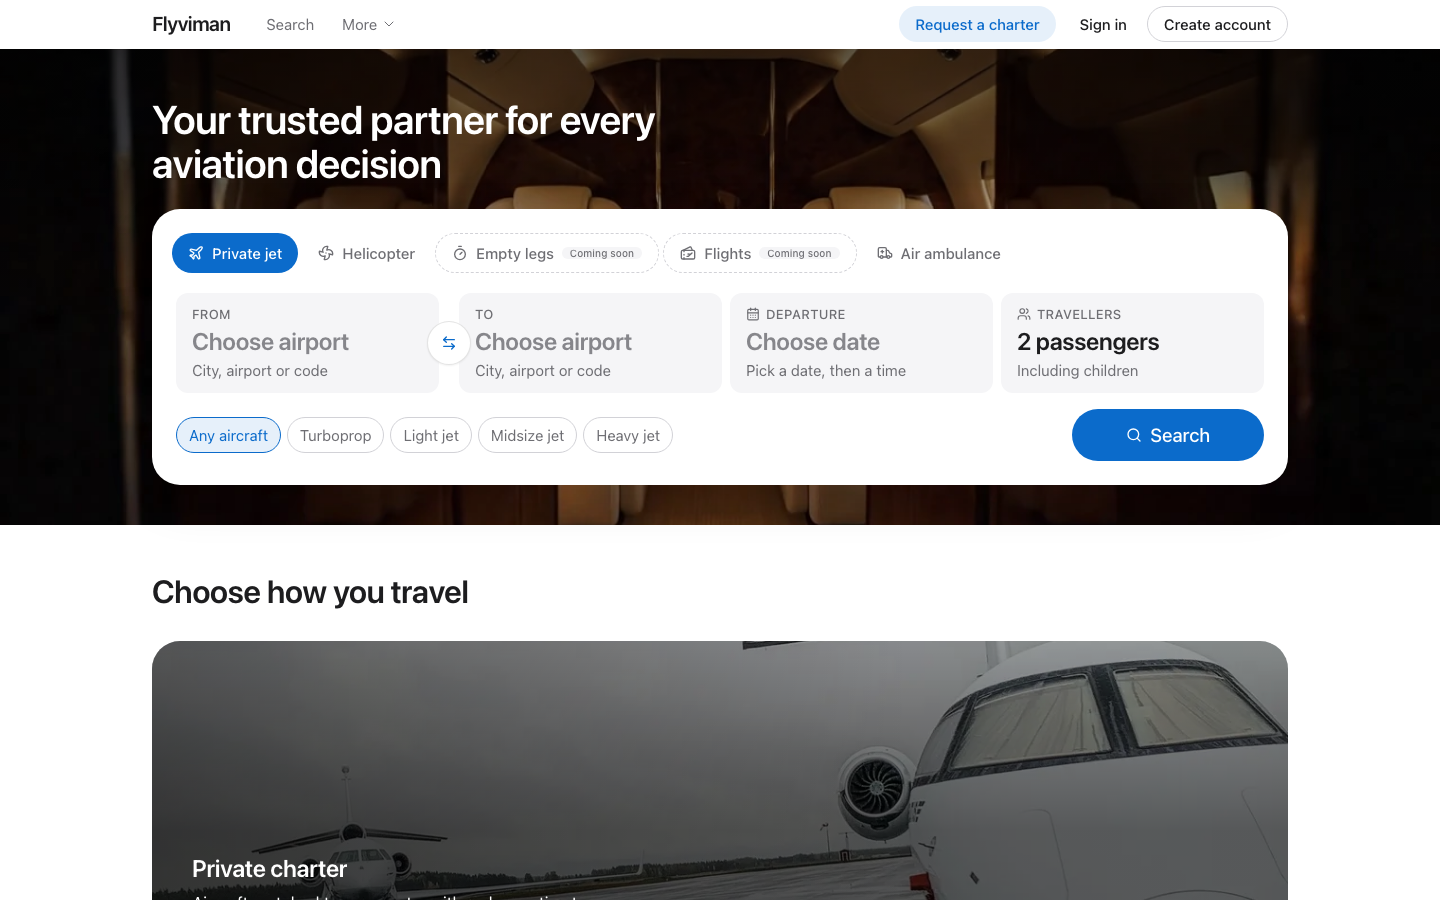 Flyviman
Search
More
Request a charter
Sign in
Create account
Your trusted partner for every
aviation decision
Private jet
Helicopter
Empty legs Coming soon
Flights Coming soon
Air ambulance
FROM
Choose airport
City, airport or code
TO
Choose airport
City, airport or code
DEPARTURE
Choose date
Pick a date, then a time
TRAVELLERS
2 passengers
Including children
Any aircraft
Turboprop
Light jet
Midsize jet
Heavy jet
Search
Choose how you travel
Private charter